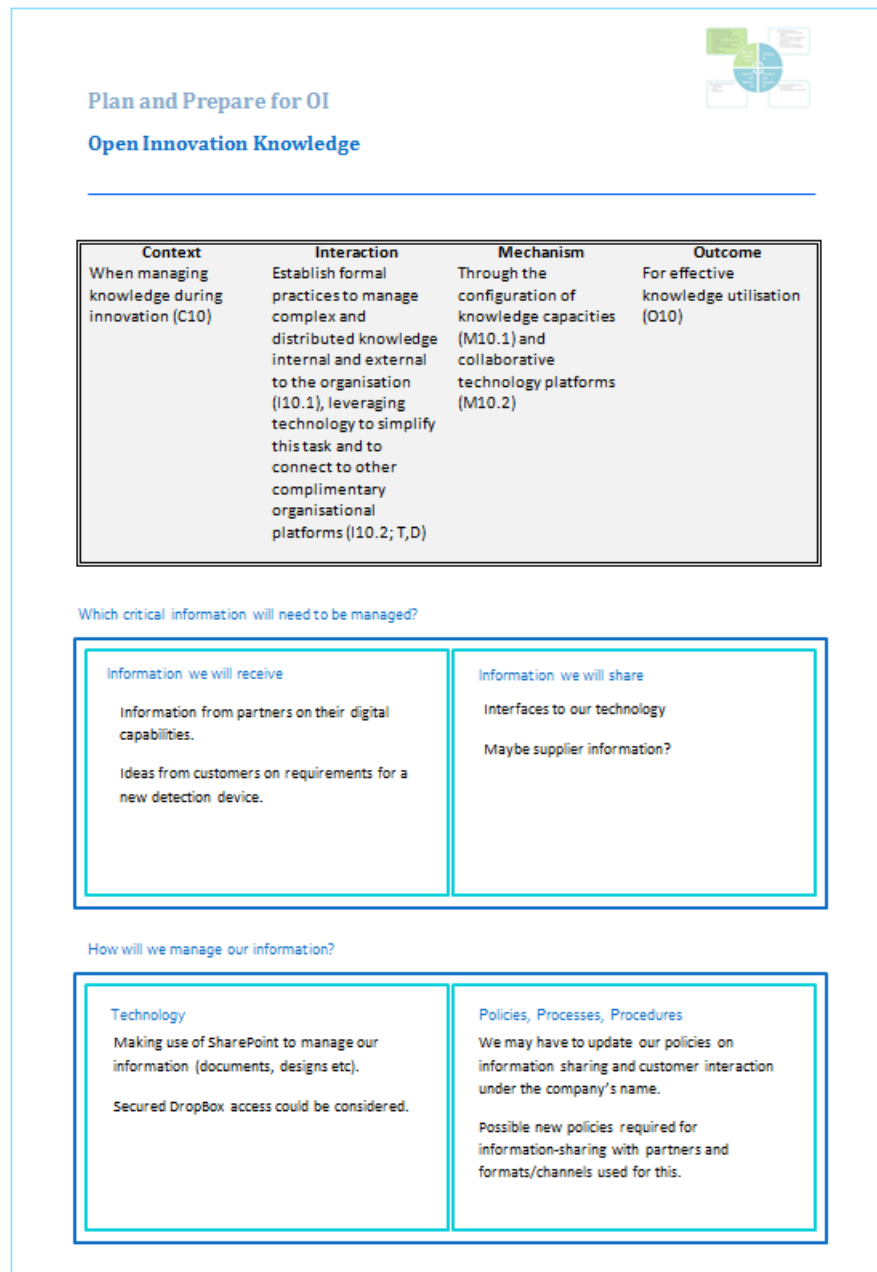 Plan and Prepare for OI
Open Innovation Knowledge
Context
When managing
knowledge during
innovation (C10)
Interaction
Establish formal
practices to manage
complex and
distributed knowledge
internal and external
to the organisation
(I10.1), leveraging
technology to simplify
this task and to
connect to other
complimentary
organisational
platforms (I10.2; T,D)
Mechanism
Through the
configuration of
knowledge capacities
(M10.1) and
collaborative
technology platforms
(M10.2)
Outcome
For effective
knowledge utilisation
(O10)
Which critical information will need to be managed?
Information we will receive
Information from partners on their digital
capabilities.
Ideas from customers on requirements for a
new detection device.
Information we will share
Interfaces to our technology
Maybe supplier information?
How will we manage our information?
Technology
Making use of SharePoint to manage our
information (documents, designs etc).
Secured DropBox access could be considered.
Policies, Processes, Procedures
We may have to update our policies on
information sharing and customer interaction
under the company's name.
Possible new policies required for
information-sharing with partners and
formats/channels used for this.